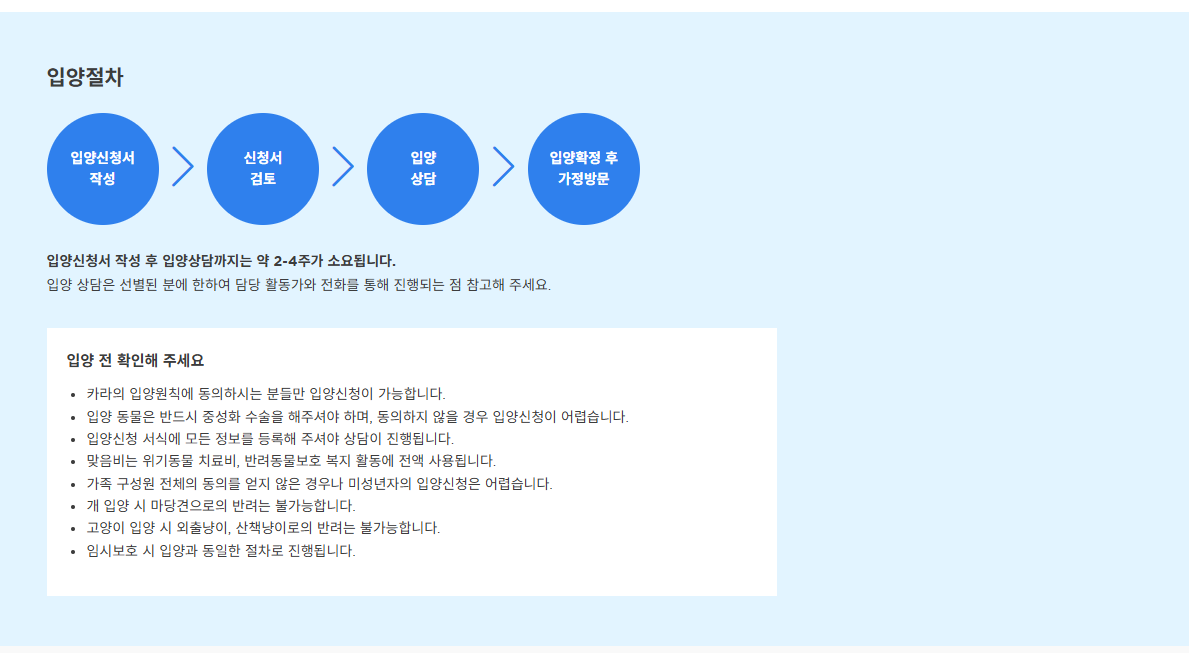 입양절차
입양신청서
작성
신청서
검토
입양
상담
입양확정 후
가정방문
입양신청서 작성 후 입양상담까지는 약 2-4주가 소요됩니다.
입양 상담은 선별된 분에 한하여 담당 활동가와 전화를 통해 진행되는 점 참고해 주세요.
입양 전 확인해 주세요
• 카라의 입양원칙에 동의하시는 분들만 입양신청이 가능합니다.
• 입양 동물은 반드시 중성화 수술을 해주셔야 하며, 동의하지 않을 경우 입양신청이 어렵습니다.
• 입양신청 서식에 모든 정보를 등록해 주셔야 상담이 진행됩니다.
• 맞음비는 위기동물 치료비, 반려동물보호 복지 활동에 전액 사용됩니다.
• 가족 구성원 전체의 동의를 얻지 않은 경우나 미성년자의 입양신청은 어렵습니다.
• 개 입양 시 마당견으로의 반려는 불가능합니다.
• 고양이 입양 시 외출냥이, 산책냥이로의 반려는 불가능합니다.
• 임시보호 시 입양과 동일한 절차로 진행됩니다.